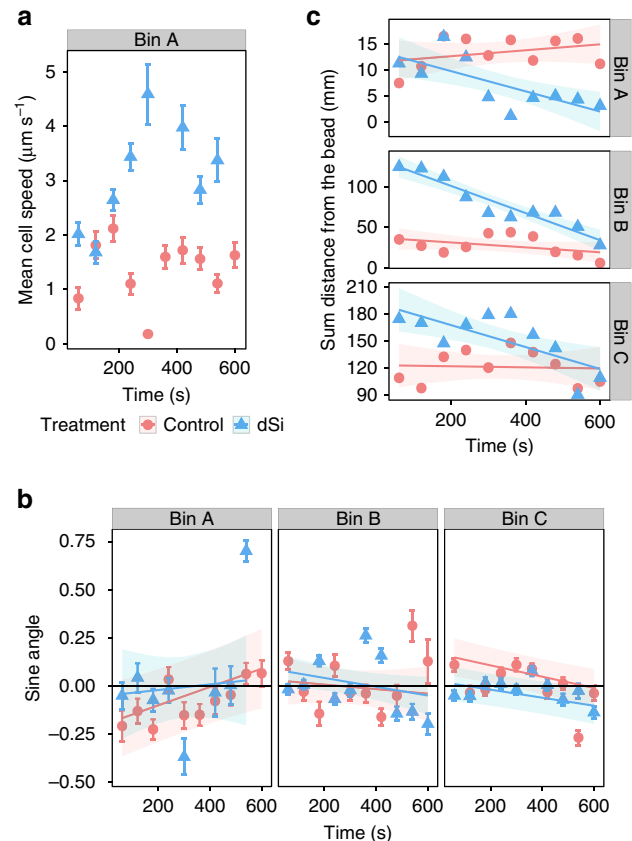 a
Bin A
Mean cell speed (μm s⁻¹)
5
4
3
2
1
0
200
400
600
Time (s)
Treatment
Control
dSi
c
Sum distance from the bead (mm)
15
10
5
0
Bin A
100
50
0
Bin B
210
180
150
120
90
Bin C
0
200
400
600
Time (s)
b
Bin A
Bin B
Bin C
Sine angle
0.75
0.50
0.25
0.00
−0.25
−0.50
200
400
600
200
400
600
200
400
600
Time (s)